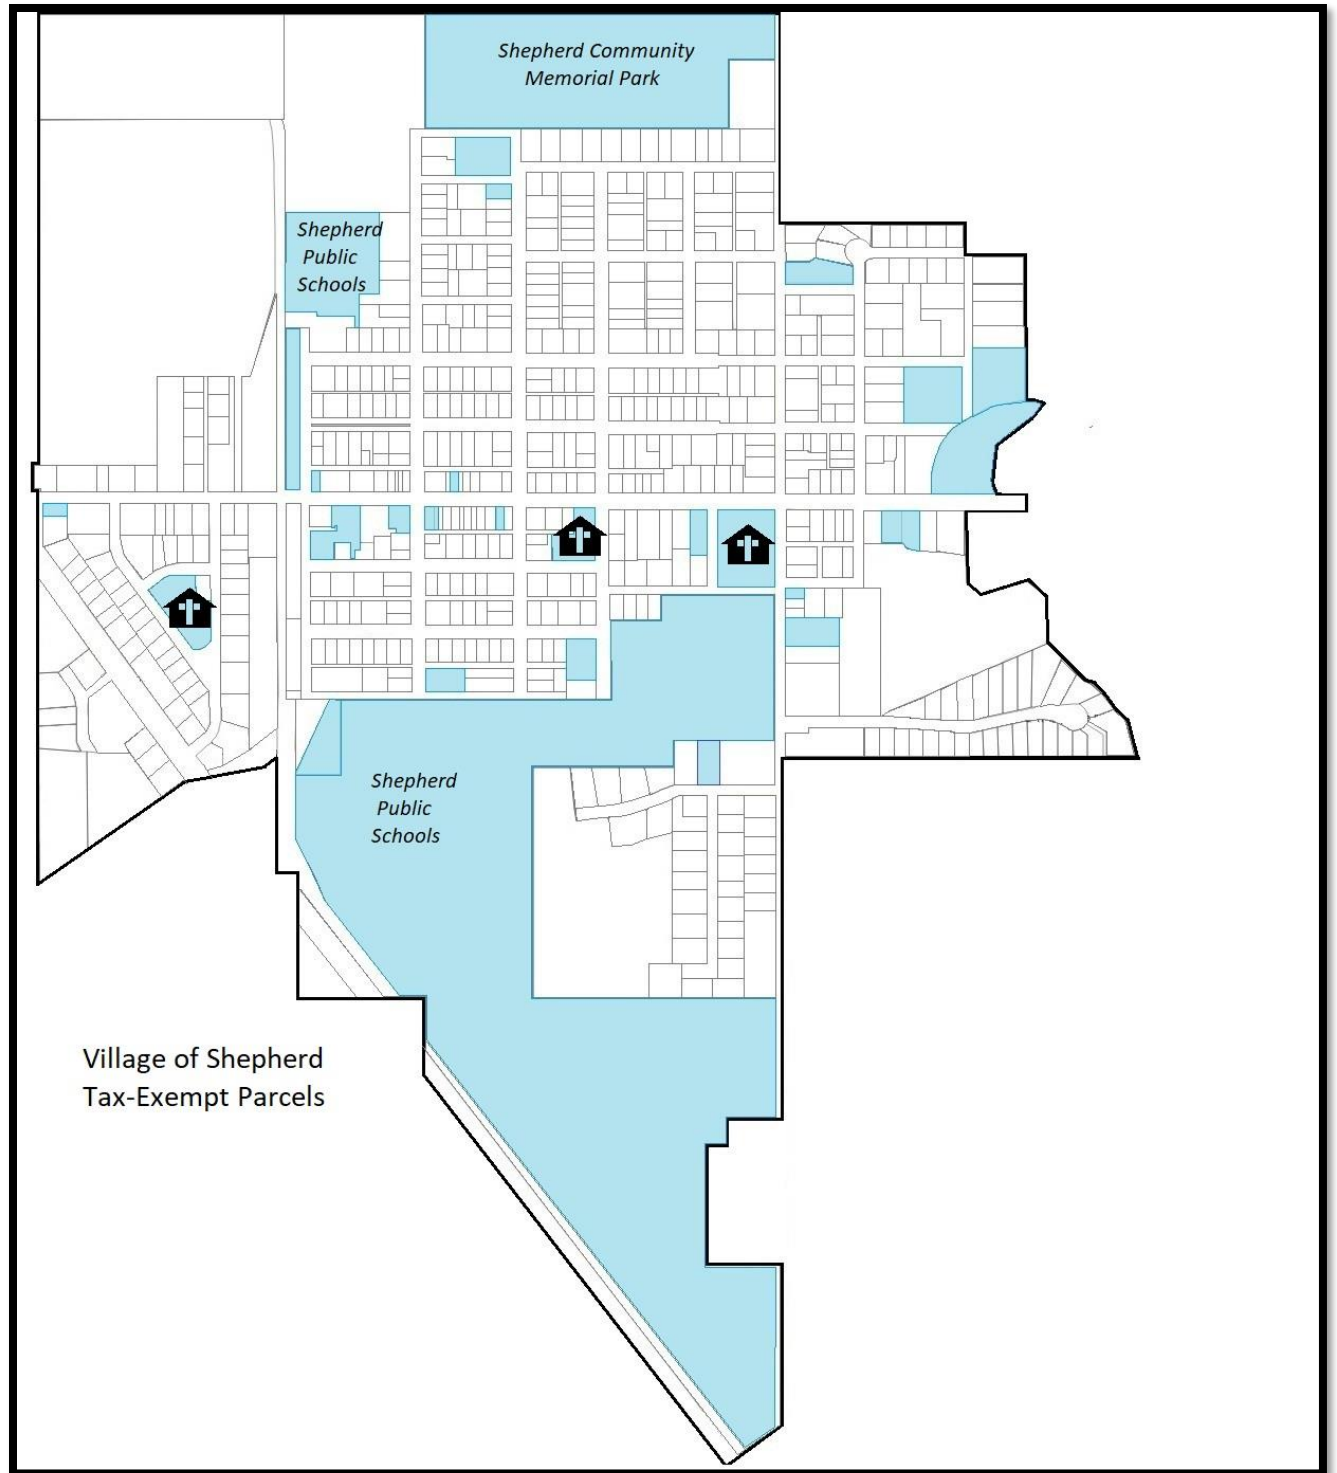 Shepherd Community
Memorial Park
Shepherd
Public
Schools
Shepherd
Public
Schools
Village of Shepherd
Tax-Exempt Parcels